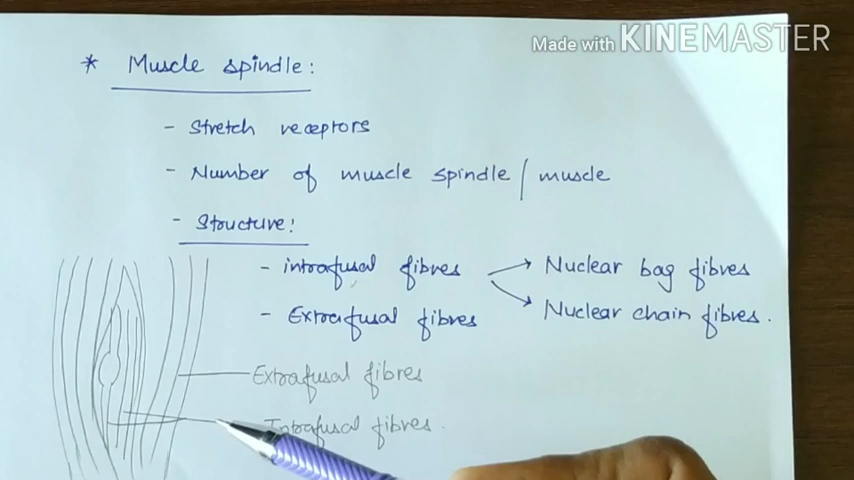 Made with KINEMASTER
* Muscle spindle:
- Stretch receptors
- Number of muscle spindle / muscle
- Structure:
- intrafusal fibres → Nuclear bag fibres
- Extrafusal fibres → Nuclear chain fibres.
Extrafusal fibres
Intrafusal fibres.